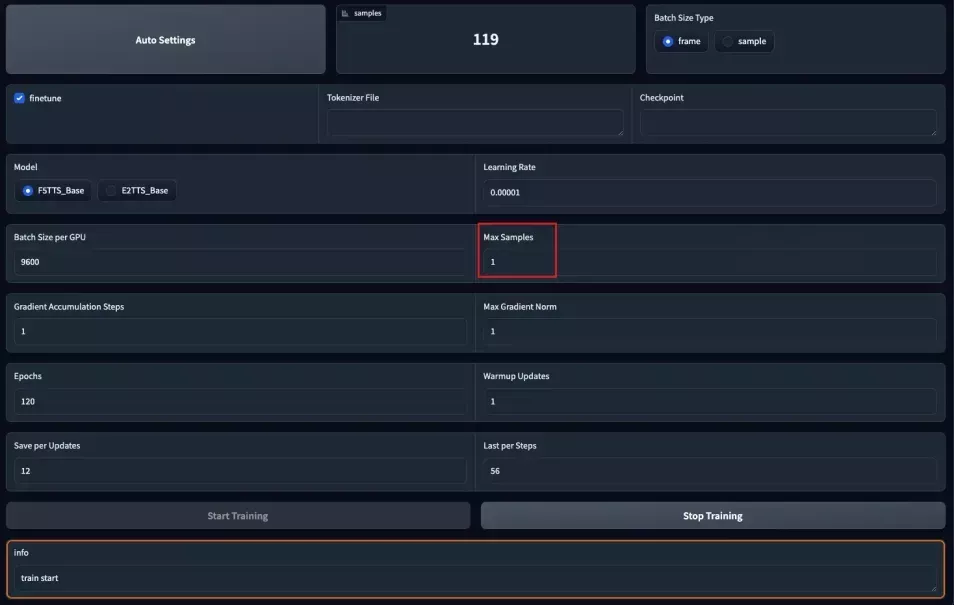 Auto Settings
samples
119
Batch Size Type
frame
sample
finetune
Tokenizer File
Checkpoint
Model
F5TTS_Base
E2TTS_Base
Learning Rate
0.00001
Batch Size per GPU
9600
Max Samples
1
Gradient Accumulation Steps
1
Max Gradient Norm
1
Epochs
120
Warmup Updates
1
Save per Updates
12
Last per Steps
56
Start Training
Stop Training
info
train start